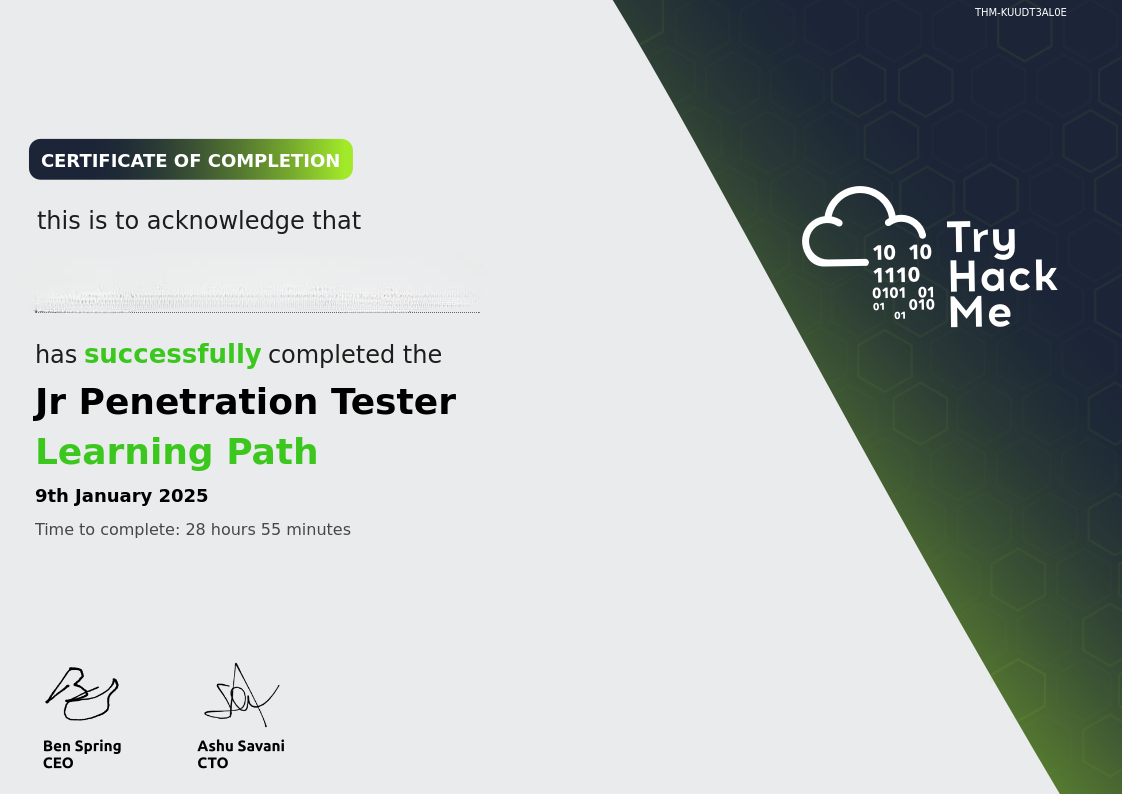 THM-KUUDT3AL0E
CERTIFICATE OF COMPLETION
this is to acknowledge that
has successfully completed the
Jr Penetration Tester
Learning Path
9th January 2025
Time to complete: 28 hours 55 minutes
10 10
1110
0101 01
01 010
01
Try
Hack
Me
Ben Spring
CEO
Ashu Savani
CTO